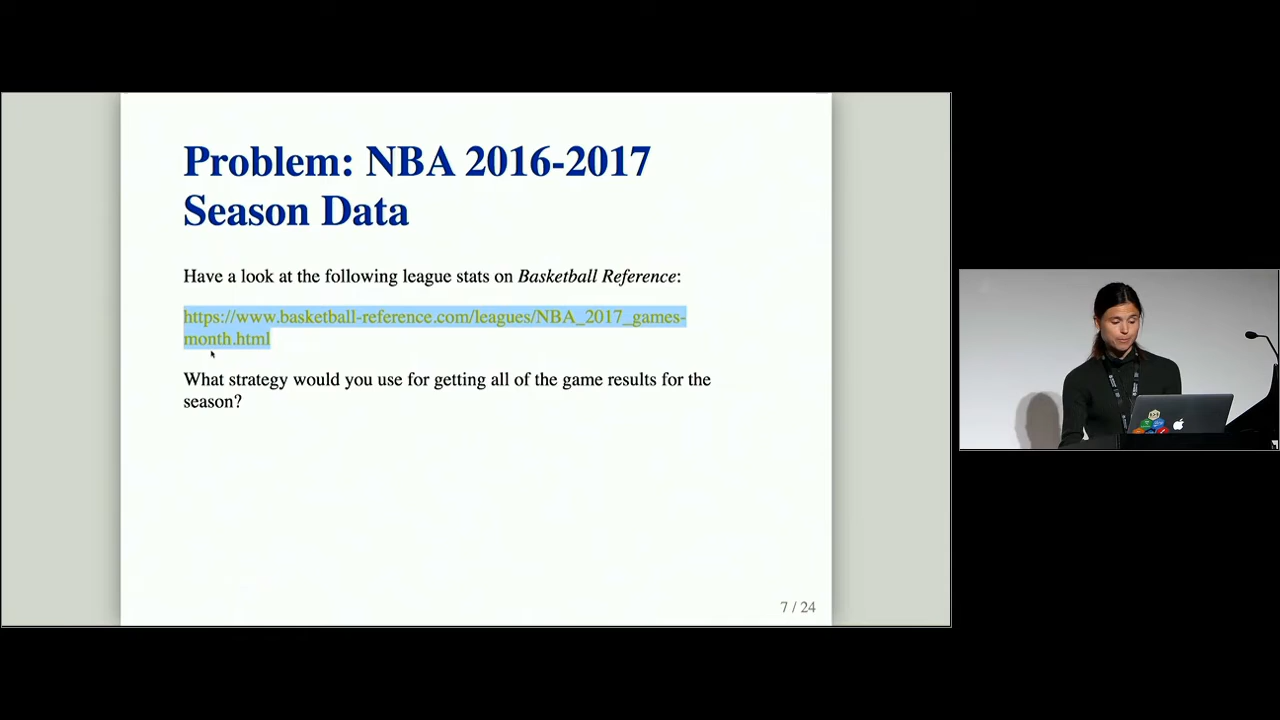 Problem: NBA 2016-2017
Season Data
Have a look at the following league stats on Basketball Reference:
https://www.basketball-reference.com/leagues/NBA_2017_games-
month.html
What strategy would you use for getting all of the game results for the
season?
7 / 24